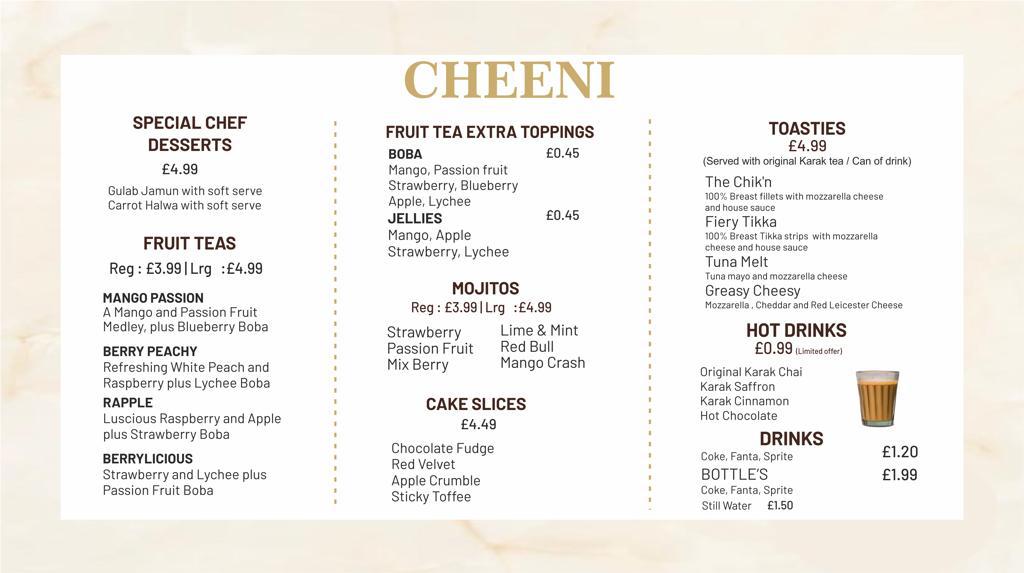 CHEENI
SPECIAL CHEF
DESSERTS
£4.99
Gulab Jamun with soft serve
Carrot Halwa with soft serve
FRUIT TEAS
Reg : £3.99 | Lrg : £4.99
MANGO PASSION
A Mango and Passion Fruit
Medley, plus Blueberry Boba
BERRY PEACHY
Refreshing White Peach and
Raspberry plus Lychee Boba
RAPPLE
Luscious Raspberry and Apple
plus Strawberry Boba
BERRYLICIOUS
Strawberry and Lychee plus
Passion Fruit Boba
FRUIT TEA EXTRA TOPPINGS
BOBA £0.45
Mango, Passion fruit
Strawberry, Blueberry
Apple, Lychee
JELLIES £0.45
Mango, Apple
Strawberry, Lychee
MOJITOS
Reg : £3.99 | Lrg : £4.99
Strawberry
Passion Fruit
Mix Berry
Lime & Mint
Red Bull
Mango Crash
CAKE SLICES
£4.49
Chocolate Fudge
Red Velvet
Apple Crumble
Sticky Toffee
TOASTIES
£4.99
(Served with original Karak tea / Can of drink)
The Chik'n
100% Breast fillets with mozzarella cheese
and house sauce
Fiery Tikka
100% Breast Tikka strips with mozzarella
cheese and house sauce
Tuna Melt
Tuna mayo and mozzarella cheese
Greasy Cheesy
Mozzarella , Cheddar and Red Leicester Cheese
HOT DRINKS
£0.99 (Limited offer)
Original Karak Chai
Karak Saffron
Karak Cinnamon
Hot Chocolate
DRINKS
Coke, Fanta, Sprite £1.20
BOTTLE'S £1.99
Coke, Fanta, Sprite
Still Water £1.50